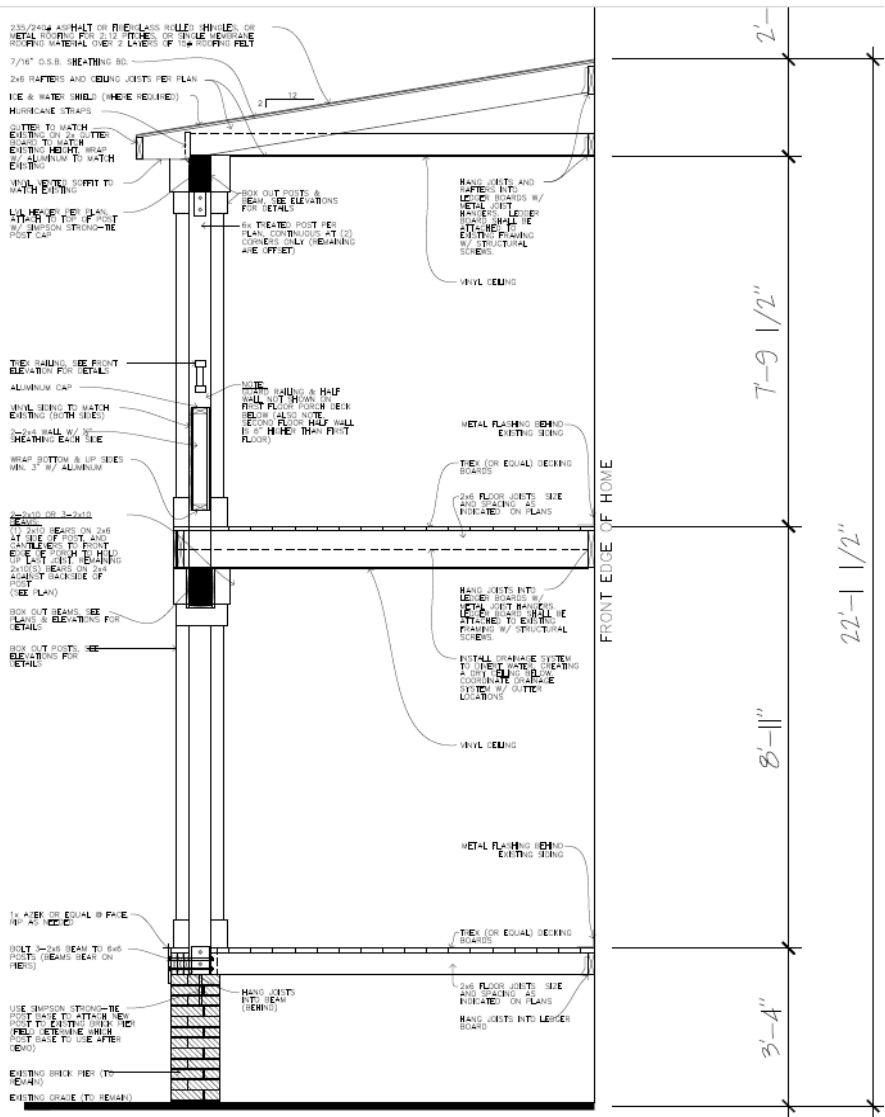 235/240# ASPHALT OR FIBERGLASS ROLLED SHINGLES, OR
METAL ROOFING FOR 2:12 PITCHES, OR SINGLE MEMBRANE
ROOFING MATERIAL OVER 2 LAYERS OF 15# ROOFING FELT
7/16" O.S.B. SHEATHING BD.
2x6 RAFTERS AND CEILING JOISTS PER PLAN
ICE & WATER SHIELD (WHERE REQUIRED)
HURRICANE STRAPS
GUTTER TO MATCH
EXISTING ON 2x GUTTER
BOARD TO MATCH
EXISTING HEIGHT, WRAP
W/ ALUMINUM TO MATCH
EXISTING
VINYL VENTED SOFFIT TO
MATCH EXISTING
LVL HEADER PER PLAN,
ATTACH TO TOP OF POST
W/ SIMPSON STRONG-TIE
POST CAP
2
12
BOX OUT POSTS &
BEAM, SEE ELEVATIONS
FOR DETAILS
6x TREATED POST PER
PLAN, CONTINUOUS AT (2)
CORNERS ONLY (REMAINING
ARE OFFSET)
HANG JOISTS AND
RAFTERS INTO
LEDGER BOARDS W/
METAL JOIST
HANGERS. LEDGER
BOARD SHALL BE
ATTACHED TO
EXISTING FRAMING
W/ STRUCTURAL
SCREWS.
VINYL CEILING
TREX RAILING, SEE FRONT
ELEVATION FOR DETAILS
ALUMINUM CAP
VINYL SIDING TO MATCH
EXISTING (BOTH SIDES)
2-2x4 WALL W/
SHEATHING EACH SIDE
WRAP BOTTOM & UP SIDES
MIN. 3" W/ ALUMINUM
NOTE:
GUARD RAILING & HALF
WALL NOT SHOWN ON
FIRST FLOOR PORCH DECK
BELOW (ALSO NOTE,
SECOND FLOOR HALF WALL
IS 6" HIGHER THAN FIRST
FLOOR)
METAL FLASHING BEHIND
EXISTING SIDING
TREX (OR EQUAL) DECKING
BOARDS
2x6 FLOOR JOISTS SIZE
AND SPACING AS
INDICATED ON PLANS
2-2x10 OR 3-2x10
BEAMS:
(1) 2x10 BEARS ON 2x6
AT SIDE OF POST, AND
CANTILEVERS TO FRONT
EDGE OF PORCH TO HOLD
UP LAST JOIST, REMAINING
2x10(S) BEARS ON 2x4
AGAINST BACKSIDE OF
POST
(SEE PLAN)
BOX OUT BEAMS, SEE
PLANS & ELEVATIONS FOR
DETAILS
BOX OUT POSTS, SEE
ELEVATIONS FOR
DETAILS
HANG JOISTS INTO
LEDGER BOARDS W/
METAL JOIST HANGERS.
LEDGER BOARD SHALL BE
ATTACHED TO EXISTING
FRAMING W/ STRUCTURAL
SCREWS.
INSTALL DRAINAGE SYSTEM
TO DIVERT WATER, CREATING
A DRY CEILING BELOW.
COORDINATE DRAINAGE
SYSTEM W/ GUTTER
LOCATIONS
VINYL CEILING
METAL FLASHING BEHIND
EXISTING SIDING
1x AZEK OR EQUAL @ FACE,
RIP AS NEEDED
BOLT 3-2x6 BEAM TO 6x6
POSTS (BEAMS BEAR ON
PIERS)
TREX (OR EQUAL) DECKING
BOARDS
HANG JOISTS
INTO BEAM
(BEHIND)
2x6 FLOOR JOISTS SIZE
AND SPACING AS
INDICATED ON PLANS
HANG JOISTS INTO LEDGER
BOARD
USE SIMPSON STRONG-TIE
POST BASE TO ATTACH NEW
POST TO EXISTING BRICK PIER
(FIELD DETERMINE WHICH
POST BASE TO USE AFTER
DEMO)
EXISTING BRICK PIER (TO
REMAIN)
EXISTING GRADE (TO REMAIN)
FRONT EDGE OF HOME
2'-
7'-9 1/2"
8'-11"
3'-4"
22'-1 1/2"